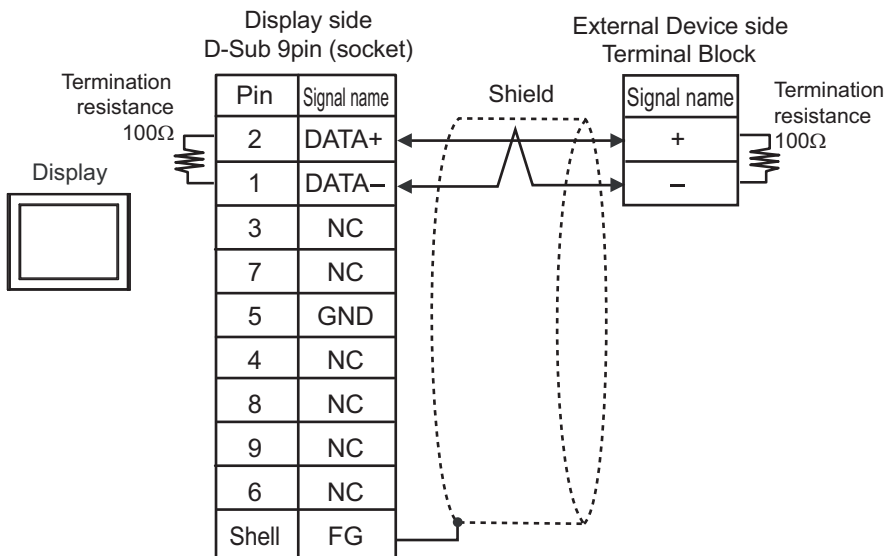 Display side
D-Sub 9pin (socket)
External Device side
Terminal Block
Termination
resistance
100Ω
Display
Pin Signal name
2 DATA+
1 DATA–
3 NC
7 NC
5 GND
4 NC
8 NC
9 NC
6 NC
Shell FG
Shield
Signal name
+
–
Termination
resistance
100Ω